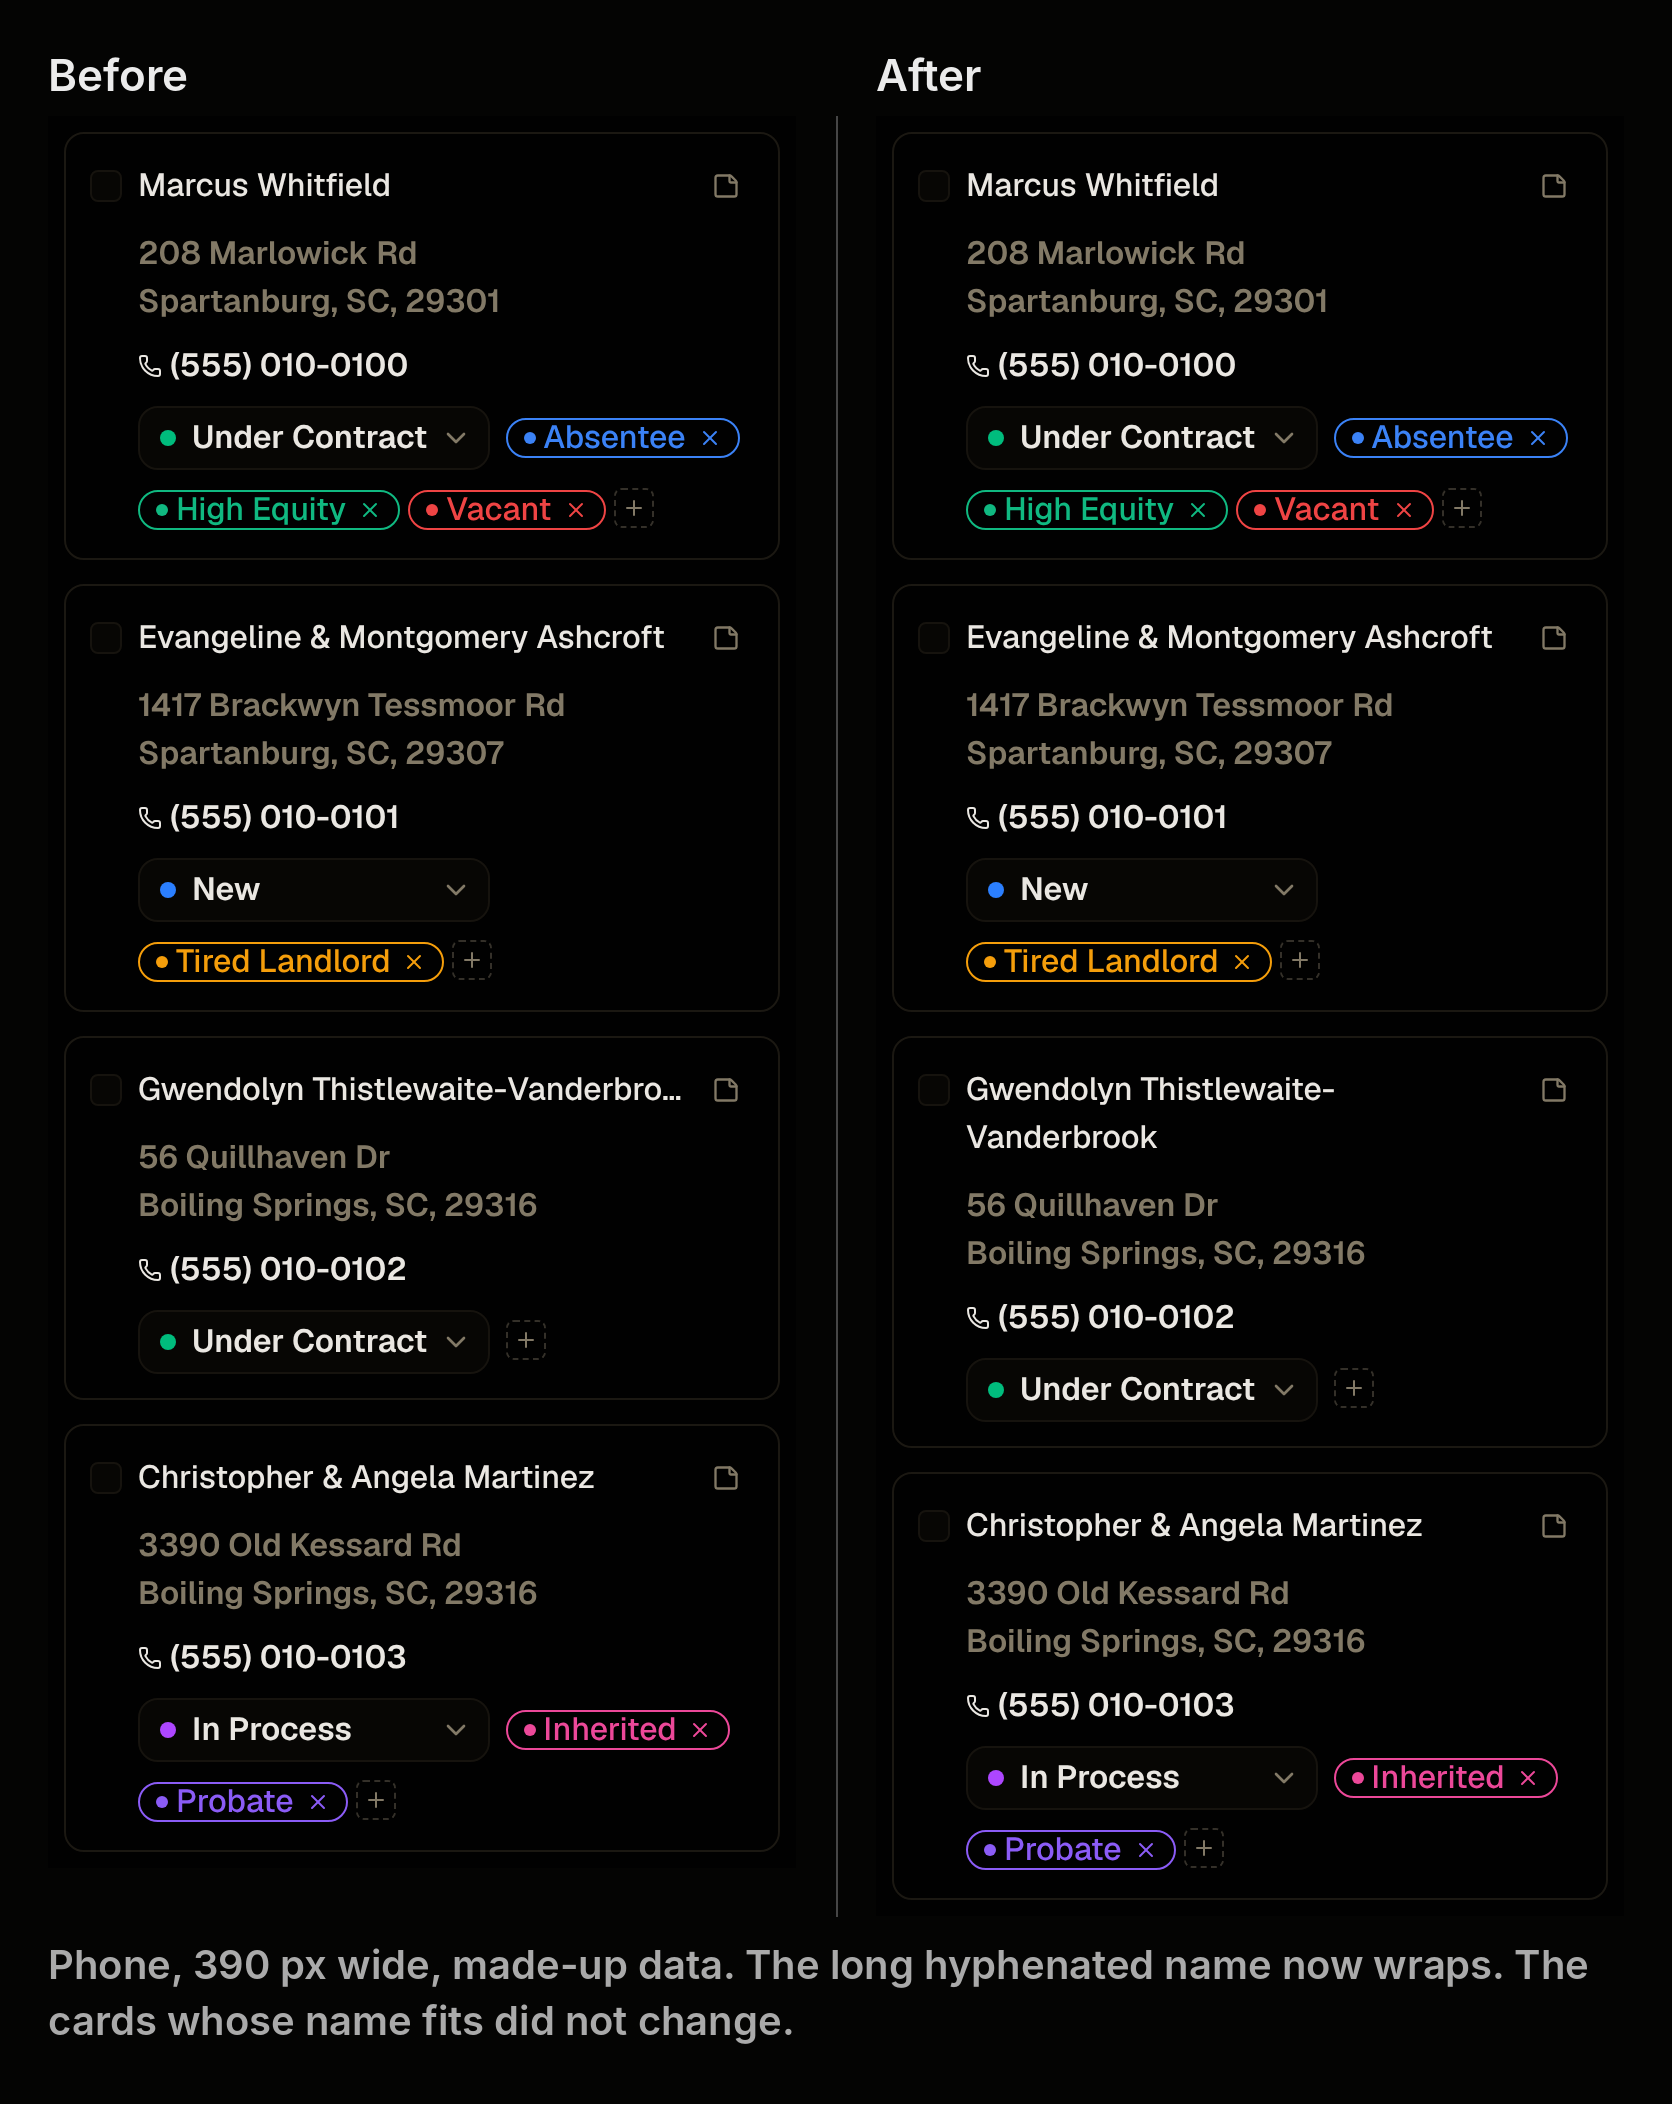 Before
Marcus Whitfield
208 Marlowick Rd
Spartanburg, SC, 29301
(555) 010-0100
Under Contract
Absentee
High Equity
Vacant
Evangeline & Montgomery Ashcroft
1417 Brackwyn Tessmoor Rd
Spartanburg, SC, 29307
(555) 010-0101
New
Tired Landlord
Gwendolyn Thistlewaite-Vanderbro...
56 Quillhaven Dr
Boiling Springs, SC, 29316
(555) 010-0102
Under Contract
Christopher & Angela Martinez
3390 Old Kessard Rd
Boiling Springs, SC, 29316
(555) 010-0103
In Process
Inherited
Probate
After
Marcus Whitfield
208 Marlowick Rd
Spartanburg, SC, 29301
(555) 010-0100
Under Contract
Absentee
High Equity
Vacant
Evangeline & Montgomery Ashcroft
1417 Brackwyn Tessmoor Rd
Spartanburg, SC, 29307
(555) 010-0101
New
Tired Landlord
Gwendolyn Thistlewaite-
Vanderbrook
56 Quillhaven Dr
Boiling Springs, SC, 29316
(555) 010-0102
Under Contract
Christopher & Angela Martinez
3390 Old Kessard Rd
Boiling Springs, SC, 29316
(555) 010-0103
In Process
Inherited
Probate
Phone, 390 px wide, made-up data. The long hyphenated name now wraps. The
cards whose name fits did not change.